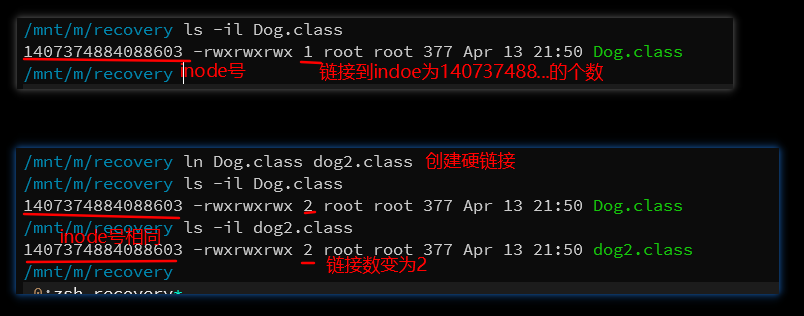 /mnt/m/recovery ls -il Dog.class
1407374884088603 -rwxrwxrwx 1 root root 377 Apr 13 21:50 Dog.class
/mnt/m/recovery inode号 链接到indoe为140737488...的个数
/mnt/m/recovery ln Dog.class dog2.class 创建硬链接
/mnt/m/recovery ls -il Dog.class
1407374884088603 -rwxrwxrwx 2 root root 377 Apr 13 21:50 Dog.class
/mnt/m/recovery ls -il dog2.class
inode号相同
1407374884088603 -rwxrwxrwx 2 root root 377 Apr 13 21:50 dog2.class
/mnt/m/recovery 链接数变为2
0:zsh recovery*